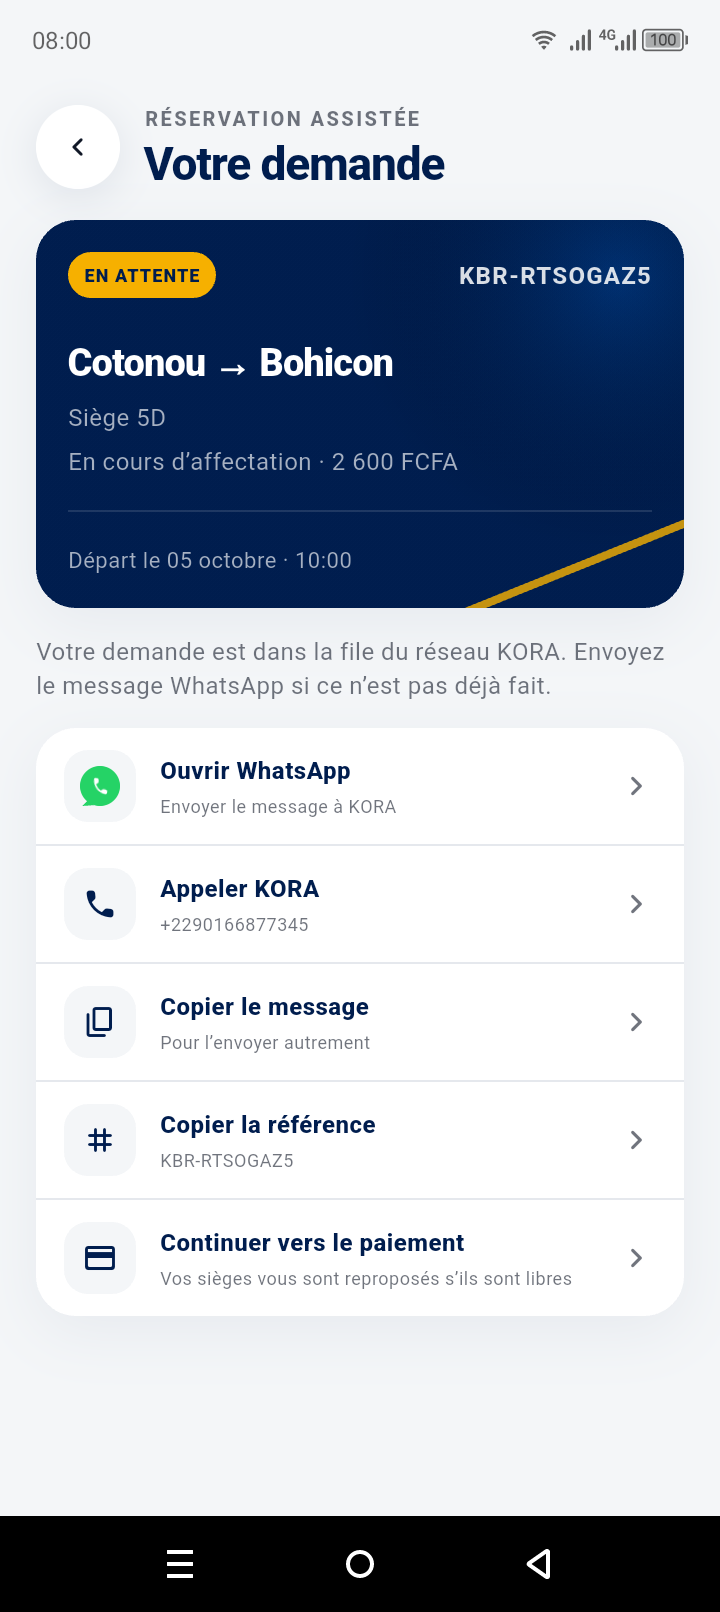 08:00
4G
100
RÉSERVATION ASSISTÉE
Votre demande
EN ATTENTE
KBR-RTSOGAZ5
Cotonou → Bohicon
Siège 5D
En cours d’affectation · 2 600 FCFA
Départ le 05 octobre · 10:00
Votre demande est dans la file du réseau KORA. Envoyez
le message WhatsApp si ce n’est pas déjà fait.
Ouvrir WhatsApp
Envoyer le message à KORA
Appeler KORA
+2290166877345
Copier le message
Pour l’envoyer autrement
Copier la référence
KBR-RTSOGAZ5
Continuer vers le paiement
Vos sièges vous sont reproposés s’ils sont libres